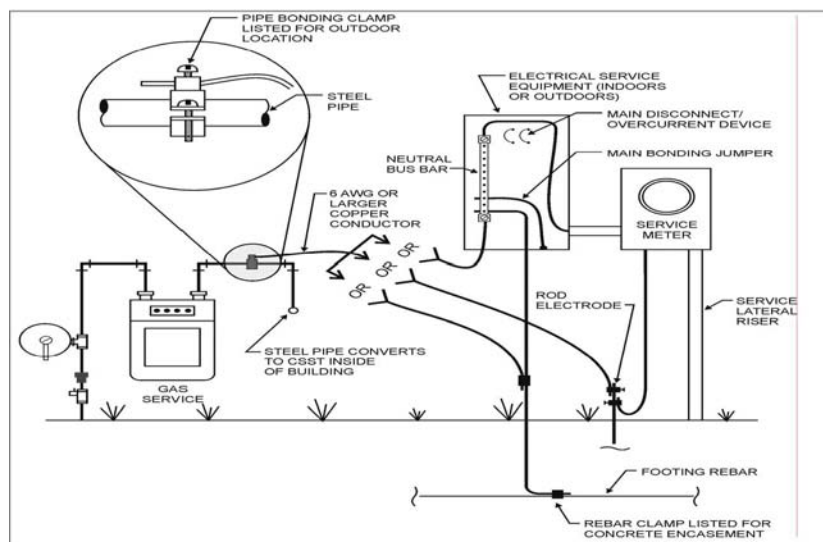 PIPE BONDING CLAMP
LISTED FOR OUTDOOR
LOCATION
STEEL
PIPE
ELECTRICAL SERVICE
EQUIPMENT (INDOORS
OR OUTDOORS)
MAIN DISCONNECT/
OVERCURRENT DEVICE
NEUTRAL
BUS BAR
MAIN BONDING JUMPER
6 AWG OR
LARGER
COPPER
CONDUCTOR
SERVICE
METER
OR
OR
OR
ROD
ELECTRODE
SERVICE
LATERAL
RISER
STEEL PIPE CONVERTS
TO CSST INSIDE
OF BUILDING
GAS
SERVICE
FOOTING REBAR
REBAR CLAMP LISTED FOR
CONCRETE ENCASEMENT